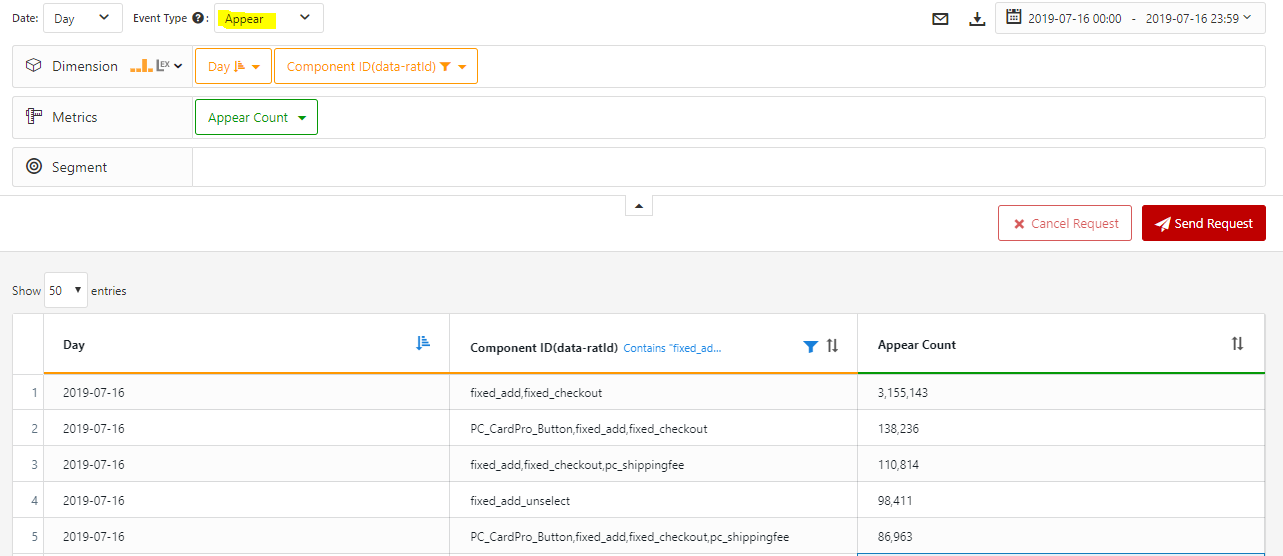 Date: Day Event Type ? : Appear 2019-07-16 00:00 - 2019-07-16 23:59
Dimension LEX Day Component ID(data-ratId)
Metrics Appear Count
Segment
Cancel Request Send Request
Show 50 entries
Day Component ID(data-ratId) Contains "fixed_ad... Appear Count
1 2019-07-16 fixed_add,fixed_checkout 3,155,143
2 2019-07-16 PC_CardPro_Button,fixed_add,fixed_checkout 138,236
3 2019-07-16 fixed_add,fixed_checkout,pc_shippingfee 110,814
4 2019-07-16 fixed_add_unselect 98,411
5 2019-07-16 PC_CardPro_Button,fixed_add,fixed_checkout,pc_shippingfee 86,963